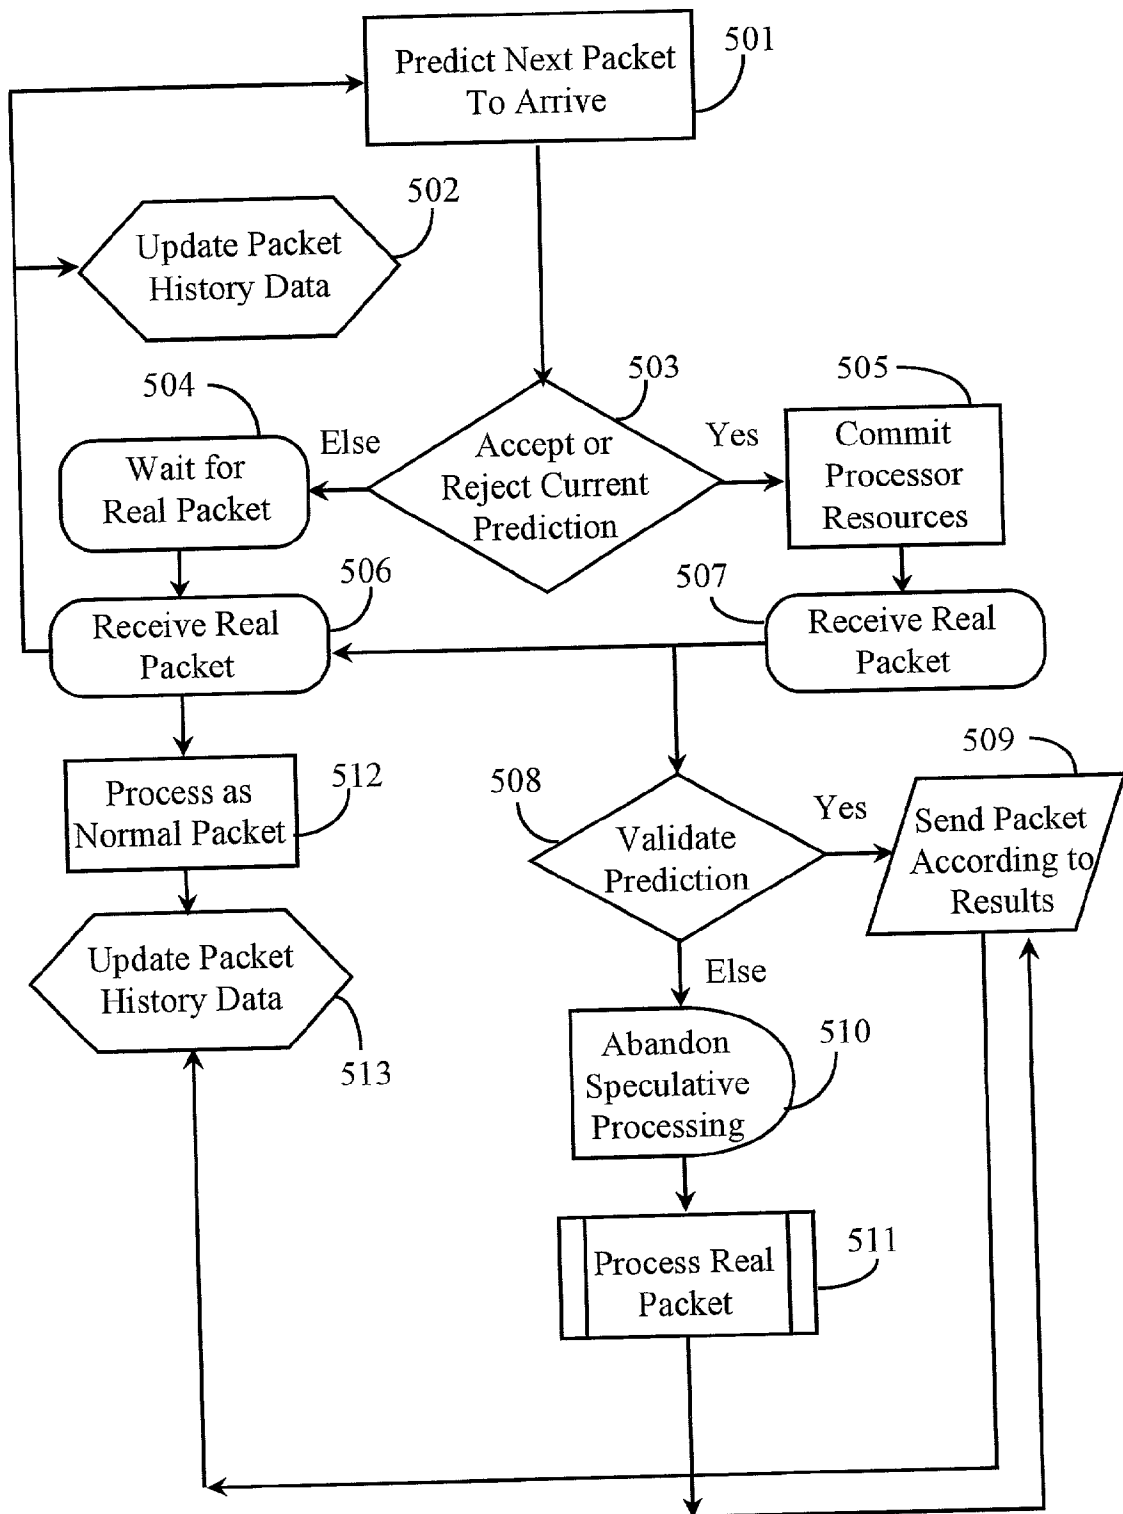 Predict Next Packet
To Arrive
501
502
Update Packet
History Data
503
504
505
Else
Yes
Wait for
Real Packet
Accept or
Reject Current
Prediction
Commit
Processor
Resources
506
507
Receive Real
Packet
Receive Real
Packet
509
508
512
Process as
Normal Packet
Validate
Prediction
Yes
Send Packet
According to
Results
Update Packet
History Data
Else
513
510
Abandon
Speculative
Processing
511
Process Real
Packet